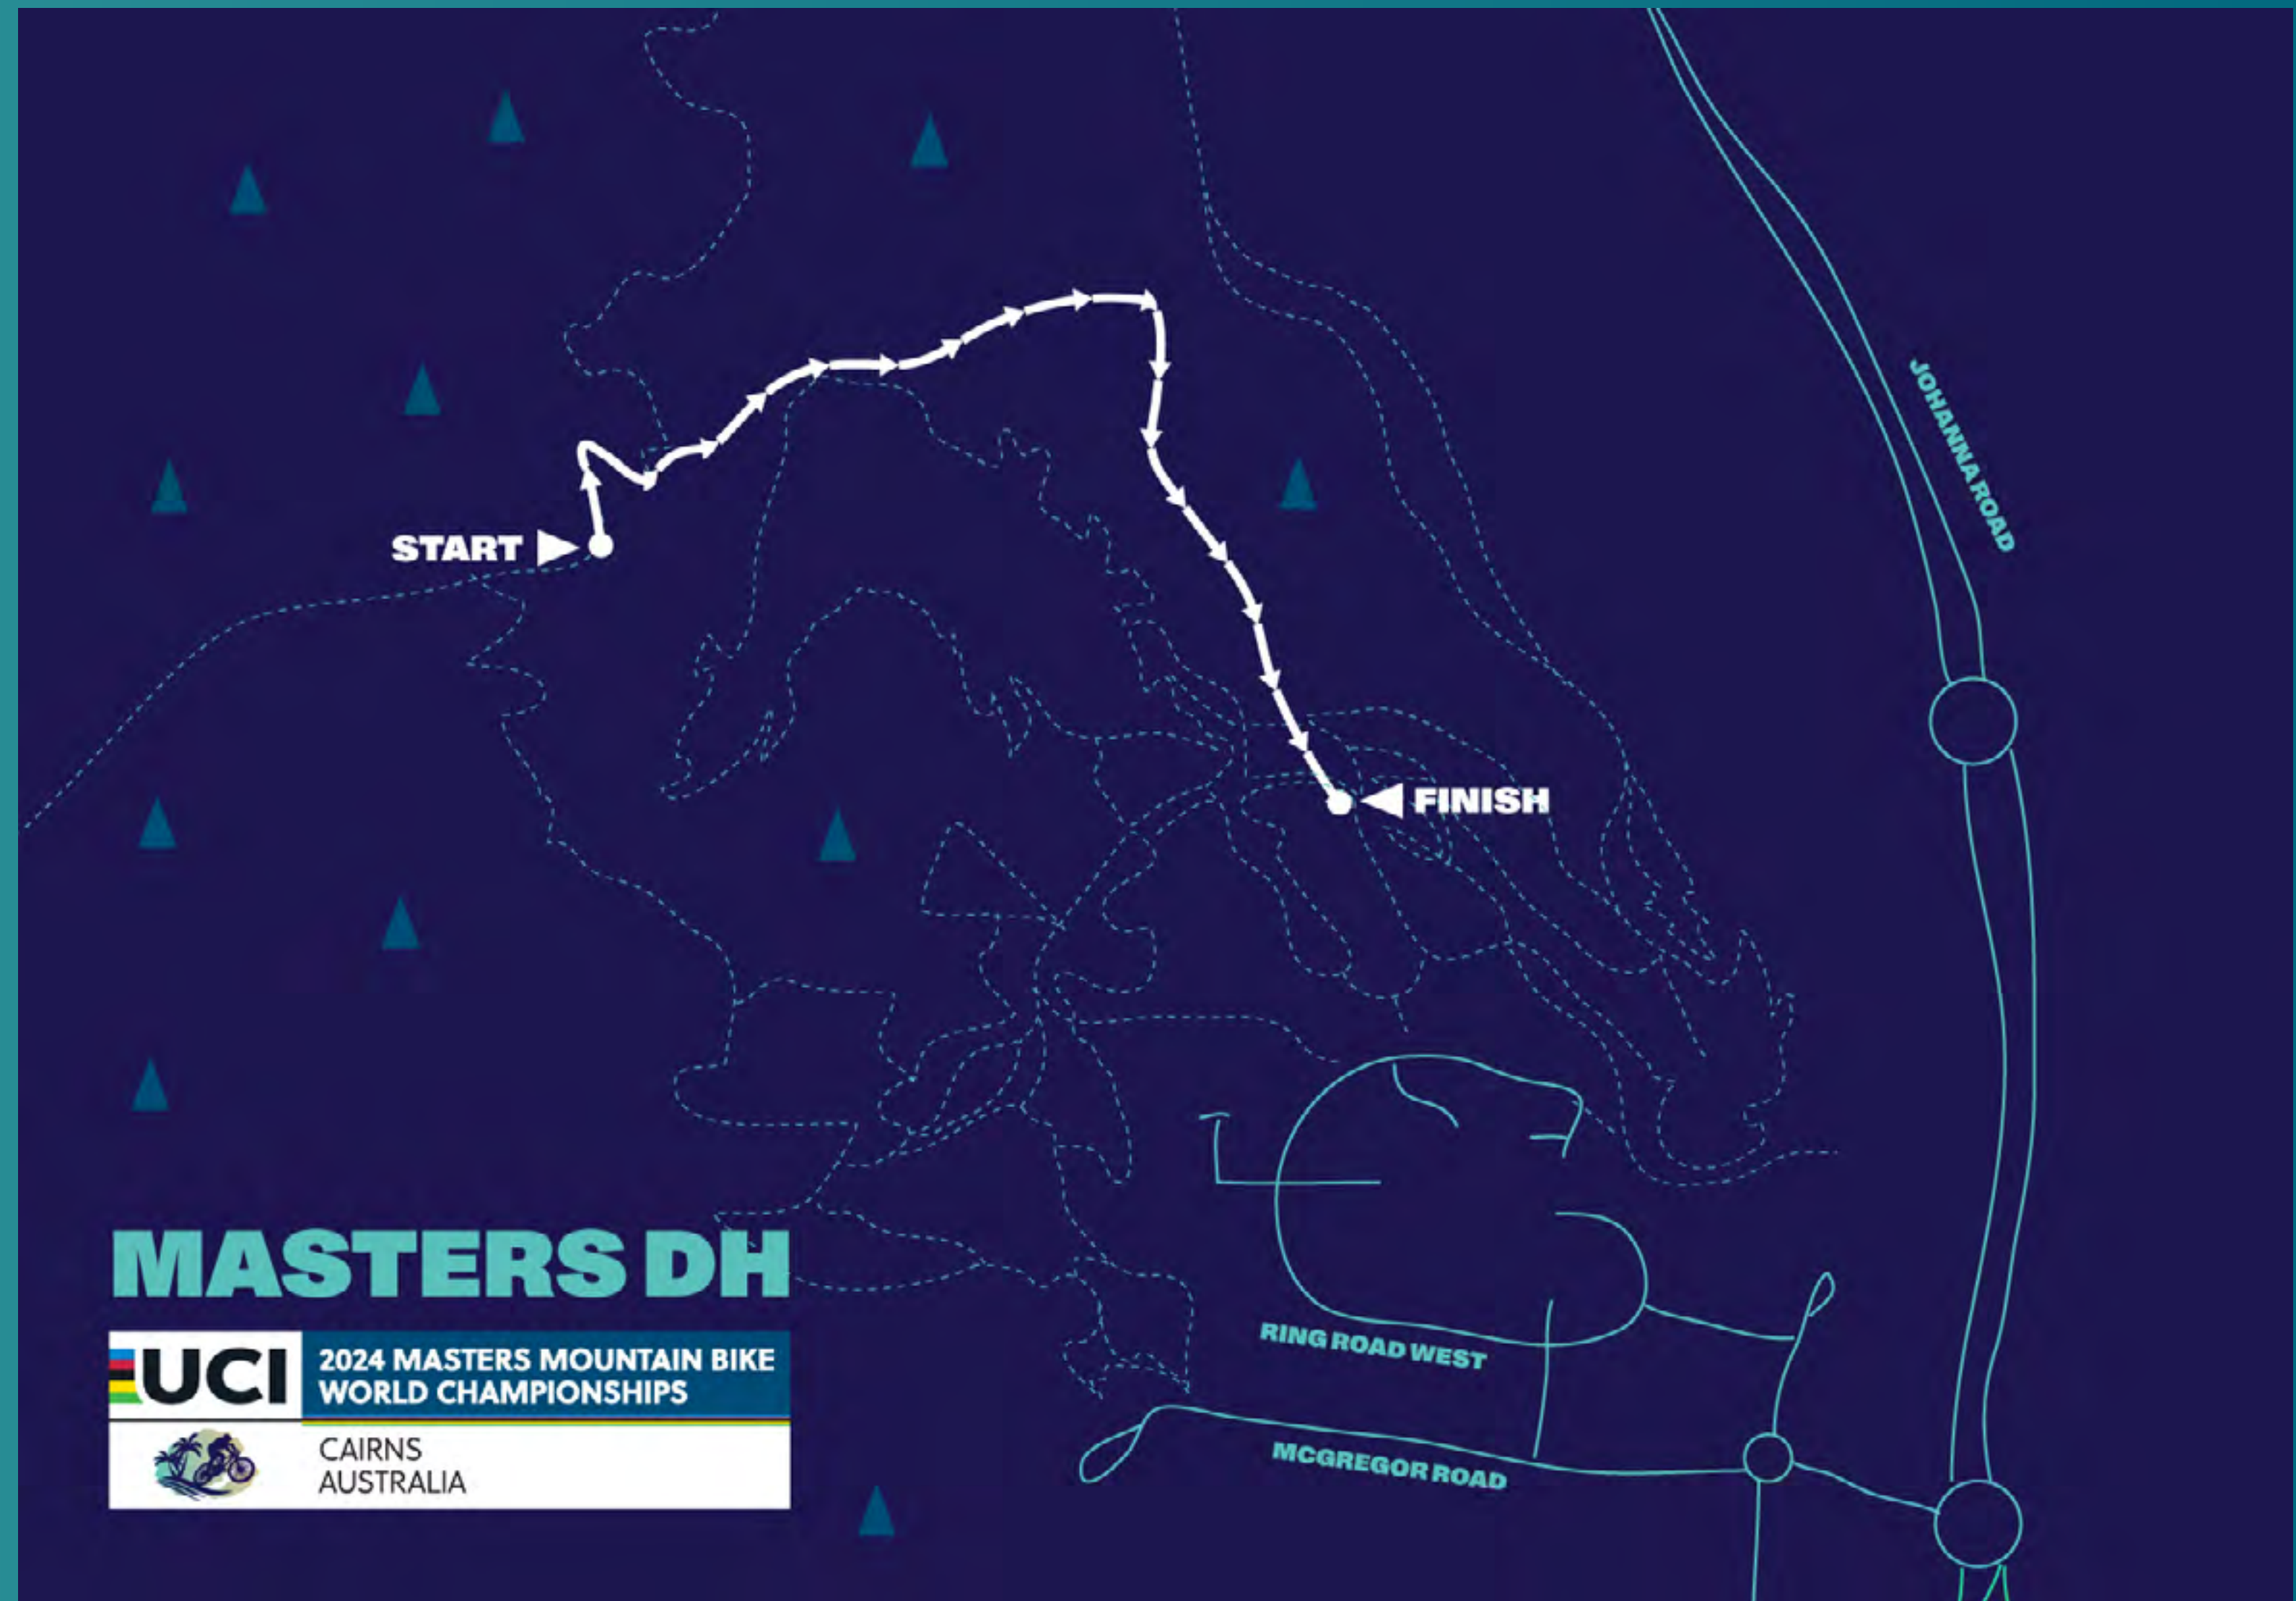 JOHANNA ROAD
START
FINISH
MASTERS DH
RING ROAD WEST
UCI
2024 MASTERS MOUNTAIN BIKE
WORLD CHAMPIONSHIPS
MCGREGOR ROAD
CAIRNS
AUSTRALIA